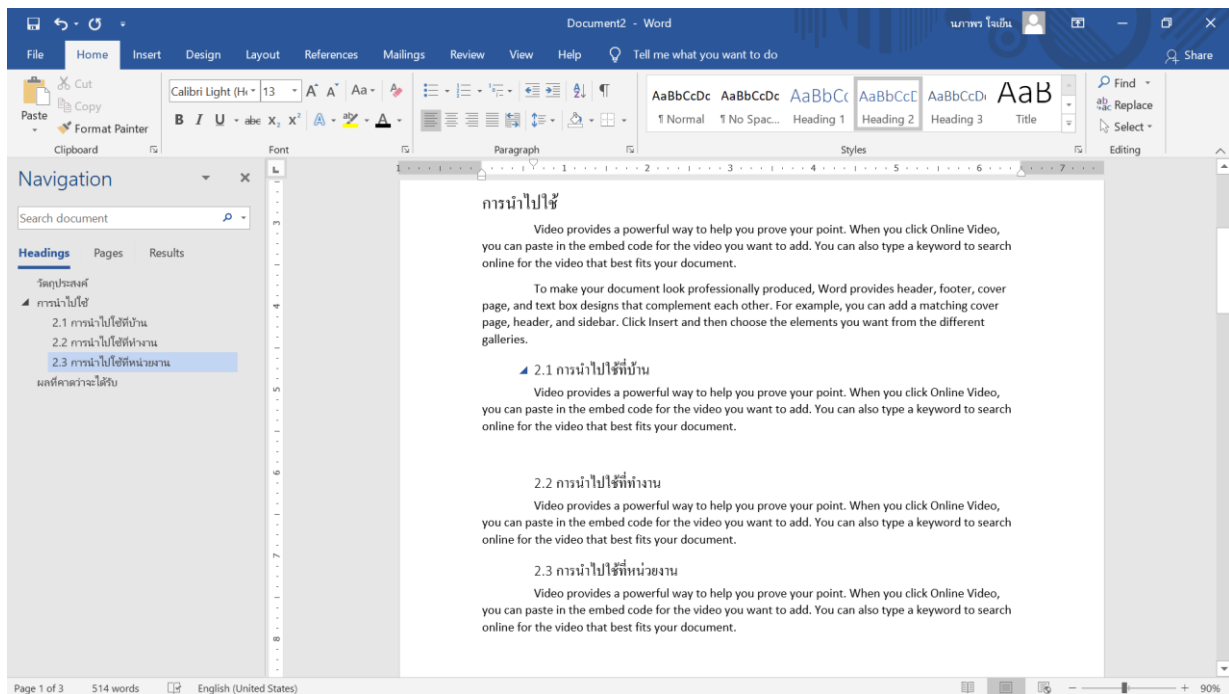 Document2 - Word
นภาพร ใจเย็น
File Home Insert Design Layout References Mailings Review View Help Tell me what you want to do
Share
Paste
Cut
Copy
Format Painter
Clipboard
Calibri Light (He 13
Aa
B I U abc X₂ X²
Font
Paragraph
AaBbCcDc AaBbCcDc AaBbCc AaBbCcE AaBbCcD AaB
¶ Normal ¶ No Spac... Heading 1 Heading 2 Heading 3 Title
Styles
Find
Replace
Select
Editing
Navigation
Search document
Headings Pages Results
วัตถุประสงค์
การนำไปใช้
2.1 การนำไปใช้ที่บ้าน
2.2 การนำไปใช้ที่ทำงาน
2.3 การนำไปใช้ที่หน่วยงาน
ผลที่คาดว่าจะได้รับ
1 1 2 3 4 5 6 7
3
4
5
6
7
8
การนำไปใช้
Video provides a powerful way to help you prove your point. When you click Online Video,
you can paste in the embed code for the video you want to add. You can also type a keyword to search
online for the video that best fits your document.
To make your document look professionally produced, Word provides header, footer, cover
page, and text box designs that complement each other. For example, you can add a matching cover
page, header, and sidebar. Click Insert and then choose the elements you want from the different
galleries.
2.1 การนำไปใช้ที่บ้าน
Video provides a powerful way to help you prove your point. When you click Online Video,
you can paste in the embed code for the video you want to add. You can also type a keyword to search
online for the video that best fits your document.
2.2 การนำไปใช้ที่ทำงาน
Video provides a powerful way to help you prove your point. When you click Online Video,
you can paste in the embed code for the video you want to add. You can also type a keyword to search
online for the video that best fits your document.
2.3 การนำไปใช้ที่หน่วยงาน
Video provides a powerful way to help you prove your point. When you click Online Video,
you can paste in the embed code for the video you want to add. You can also type a keyword to search
online for the video that best fits your document.
Page 1 of 3 514 words English (United States)
90%